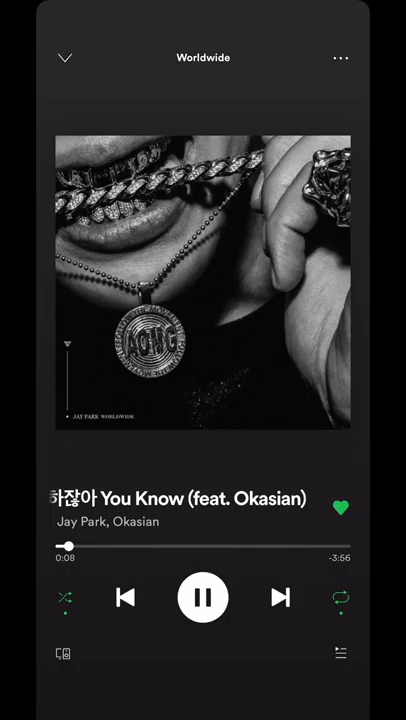 Worldwide
AOMG
JAY PARK WORLDWIDE
하잖아 You Know (feat. Okasian)
Jay Park, Okasian
0:08
-3:56